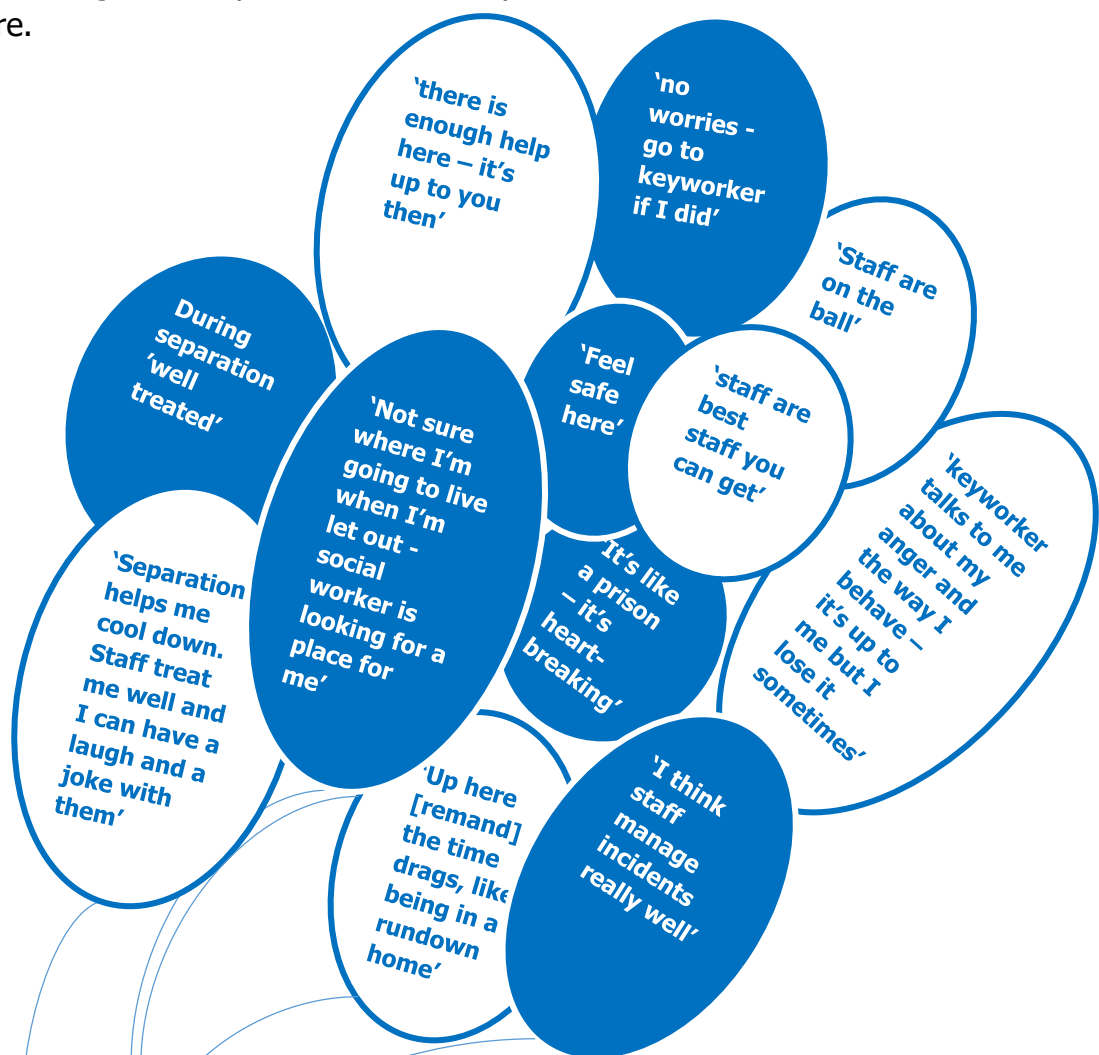 re.
‘there is
enough help
here – it’s
up to you
then’
‘no
worries -
go to
keyworker
if I did’
‘Staff are
on the
ball’
During
separation
‘well
treated’
‘Feel
safe
here’
‘staff are
best
staff you
can get’
‘Not sure
where I’m
going to live
when I’m
let out -
social
worker is
looking for a
place for
me’
‘keyworker
talks to me
about my
anger and
the way I
behave –
it’s up to
me but I
lose it
sometimes’
‘It’s like
a prison
– it’s
heart-
breaking’
‘Separation
helps me
cool down.
Staff treat
me well and
I can have a
laugh and a
joke with
them’
‘Up here
[remand]
the time
drags, like
being in a
rundown
home’
‘I think
staff
manage
incidents
really well’